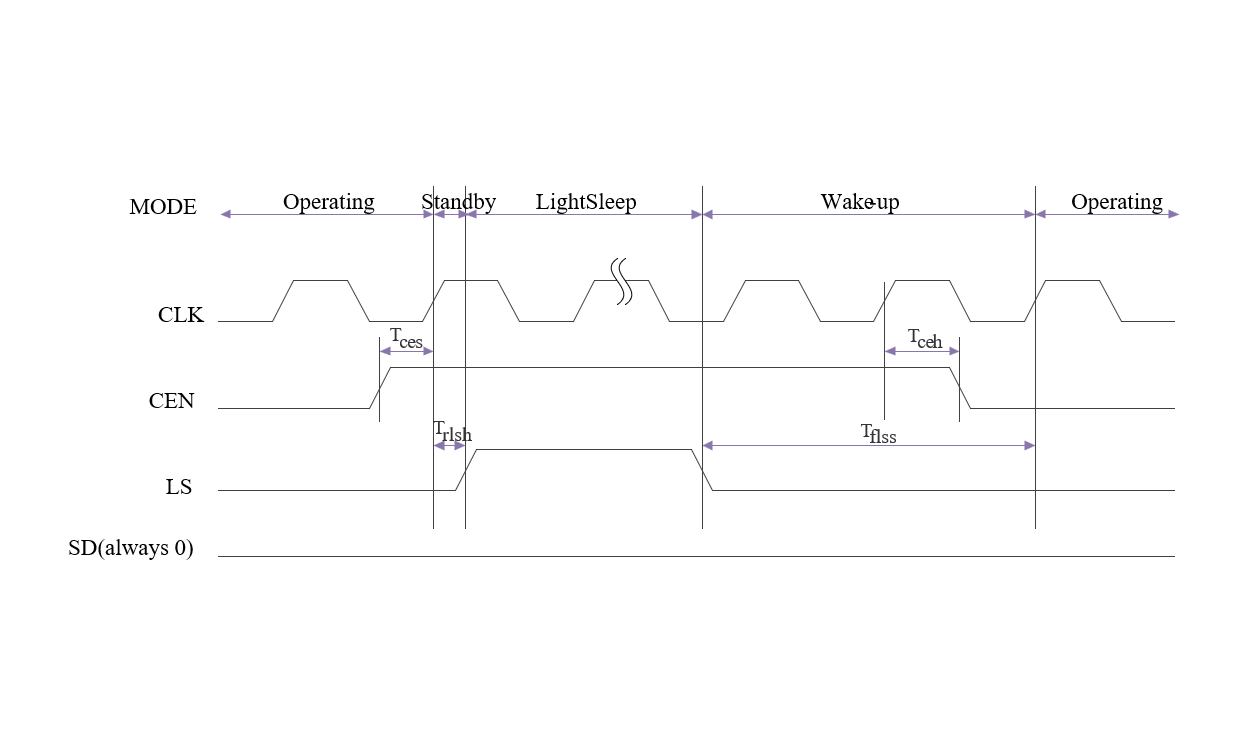 MODE Operating Standby LightSleep Wake-up Operating
CLK
Tces Tceh
CEN
Trlsh Tflss
LS
SD(always 0)